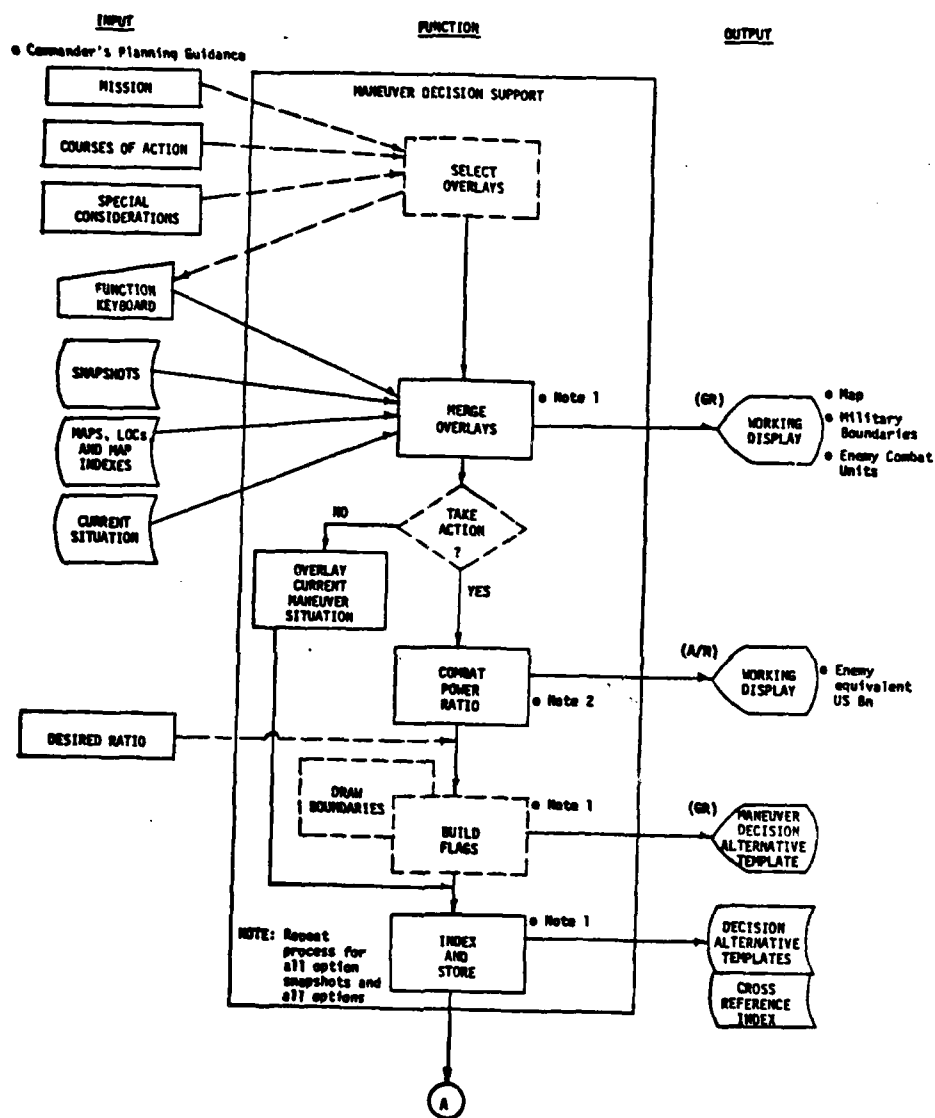 INPUT
FUNCTION
OUTPUT
● Commander's Planning Guidance
MISSION
COURSES OF ACTION
SPECIAL
CONSIDERATIONS
FUNCTION
KEYBOARD
SNAPSHOTS
MAPS, LOCs
AND MAP
INDEXES
CURRENT
SITUATION
DESIRED RATIO
MANEUVER DECISION SUPPORT
SELECT
OVERLAYS
MERGE
OVERLAYS
● Note 1
TAKE
ACTION
?
NO
YES
OVERLAY
CURRENT
MANEUVER
SITUATION
COMBAT
POWER
RATIO
● Note 2
DRAW
BOUNDARIES
BUILD
FLAGS
● Note 1
INDEX
AND
STORE
● Note 1
NOTE: Repeat
process for
all option
snapshots and
all options
A
(GR)
WORKING
DISPLAY
● Map
● Military
Boundaries
● Enemy Combat
Units
(A/N)
WORKING
DISPLAY
● Enemy
equivalent
US Bn
(GR)
MANEUVER
DECISION
ALTERNATIVE
TEMPLATE
DECISION
ALTERNATIVE
TEMPLATES
CROSS
REFERENCE
INDEX